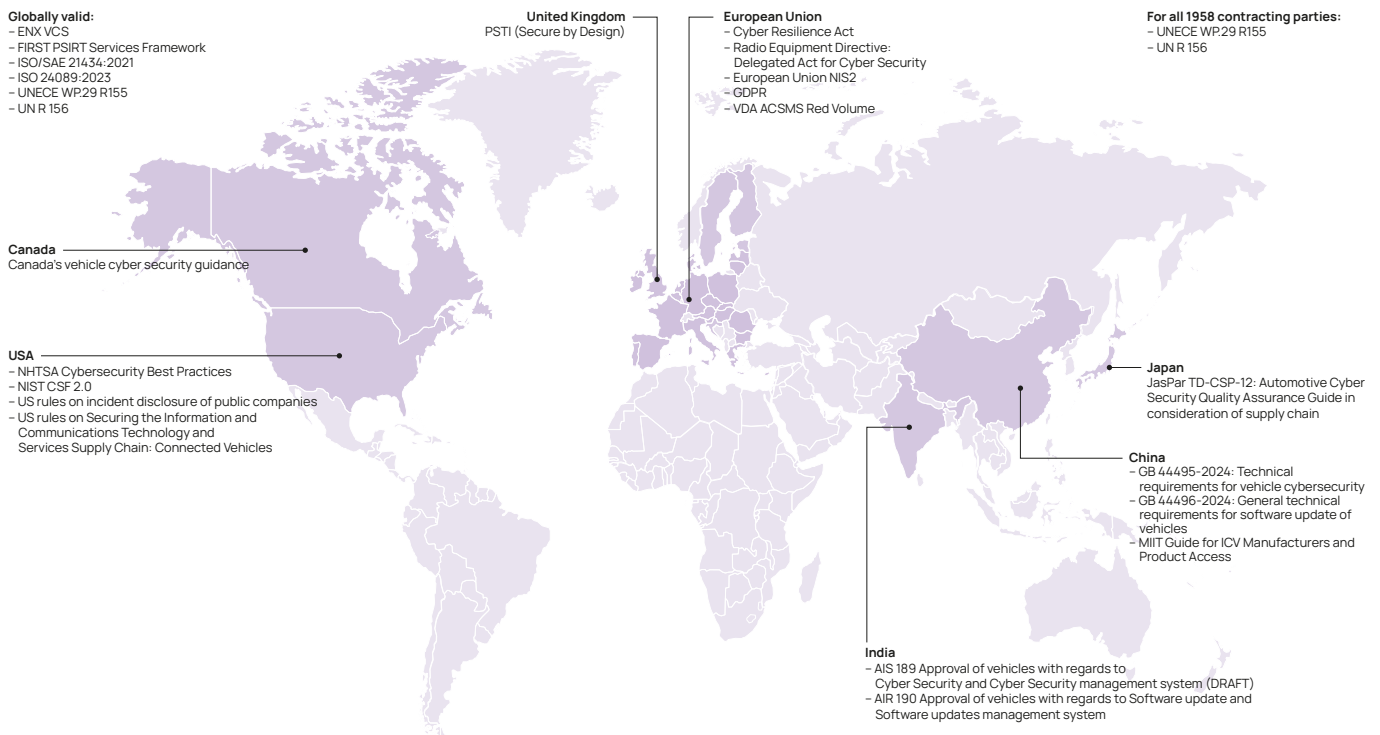 Globally valid:
– ENX VCS
– FIRST PSIRT Services Framework
– ISO/SAE 21434:2021
– ISO 24089:2023
– UNECE WP.29 R155
– UN R 156
United Kingdom
PSTI (Secure by Design)
European Union
– Cyber Resilience Act
– Radio Equipment Directive:
Delegated Act for Cyber Security
– European Union NIS2
– GDPR
– VDA ACSMS Red Volume
For all 1958 contracting parties:
– UNECE WP.29 R155
– UN R 156
Canada
Canada's vehicle cyber security guidance
USA
– NHTSA Cybersecurity Best Practices
– NIST CSF 2.0
– US rules on incident disclosure of public companies
– US rules on Securing the Information and
Communications Technology and
Services Supply Chain: Connected Vehicles
Japan
JasPar TD-CSP-12: Automotive Cyber
Security Quality Assurance Guide in
consideration of supply chain
China
– GB 44495-2024: Technical
requirements for vehicle cybersecurity
– GB 44496-2024: General technical
requirements for software update of
vehicles
– MIIT Guide for ICV Manufacturers and
Product Access
India
– AIS 189 Approval of vehicles with regards to
Cyber Security and Cyber Security management system (DRAFT)
– AIR 190 Approval of vehicles with regards to Software update and
Software updates management system